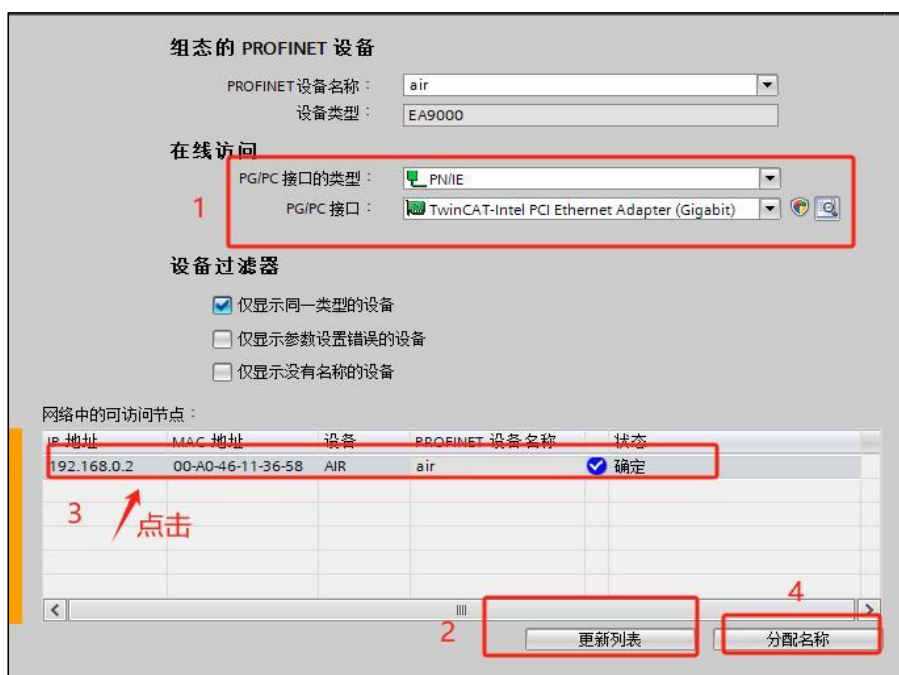 组态的 PROFINET 设备
PROFINET设备名称： air
设备类型： EA9000
在线访问
PG/PC 接口的类型： PN/IE
1 PG/PC 接口： TwinCAT-Intel PCI Ethernet Adapter (Gigabit)
设备过滤器
仅显示同一类型的设备
仅显示参数设置错误的设备
仅显示没有名称的设备
网络中的可访问节点：
IP 地址 MAC 地址 设备 PROFINET 设备名称 状态
192.168.0.2 00-A0-46-11-36-58 AIR air 确定
3 点击
4
2 更新列表 分配名称